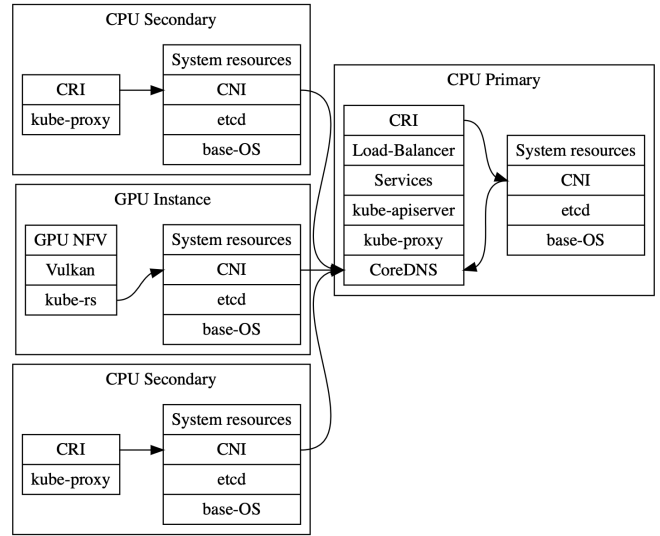 CPU Secondary
System resources
CRI
CNI
kube-proxy
etcd
base-OS
GPU Instance
GPU NFV
System resources
Vulkan
CNI
kube-rs
etcd
base-OS
CPU Secondary
System resources
CRI
CNI
kube-proxy
etcd
base-OS
CPU Primary
CRI
Load-Balancer
Services
kube-apiserver
kube-proxy
CoreDNS
System resources
CNI
etcd
base-OS